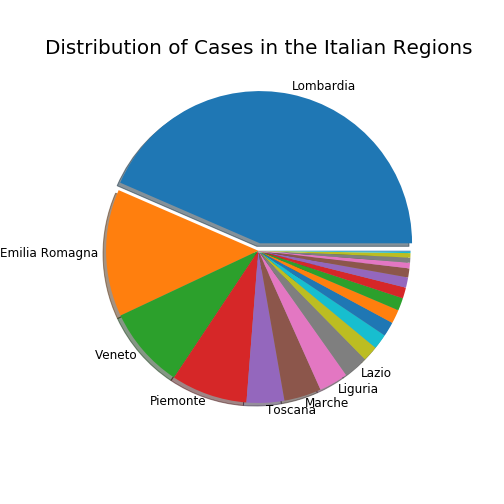 Distribution of Cases in the Italian Regions
Lombardia
Emilia Romagna
Veneto
Piemonte
Toscana
Marche
Liguria
Lazio